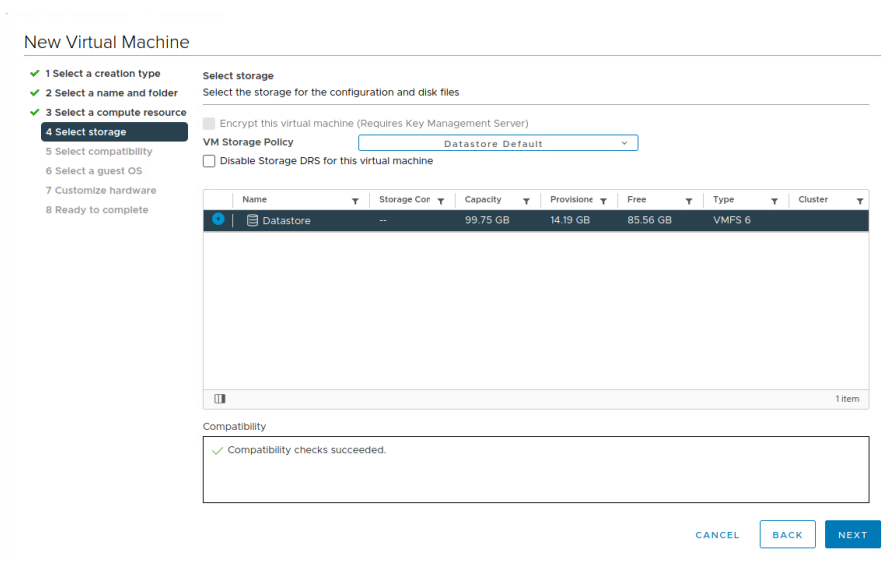 New Virtual Machine
1 Select a creation type
2 Select a name and folder
3 Select a compute resource
4 Select storage
5 Select compatibility
6 Select a guest OS
7 Customize hardware
8 Ready to complete
Select storage
Select the storage for the configuration and disk files
Encrypt this virtual machine (Requires Key Management Server)
VM Storage Policy Datastore Default
Disable Storage DRS for this virtual machine
Name Storage Con Capacity Provisione Free Type Cluster
Datastore -- 99.75 GB 14.19 GB 85.56 GB VMFS 6
1 item
Compatibility
Compatibility checks succeeded.
CANCEL BACK NEXT